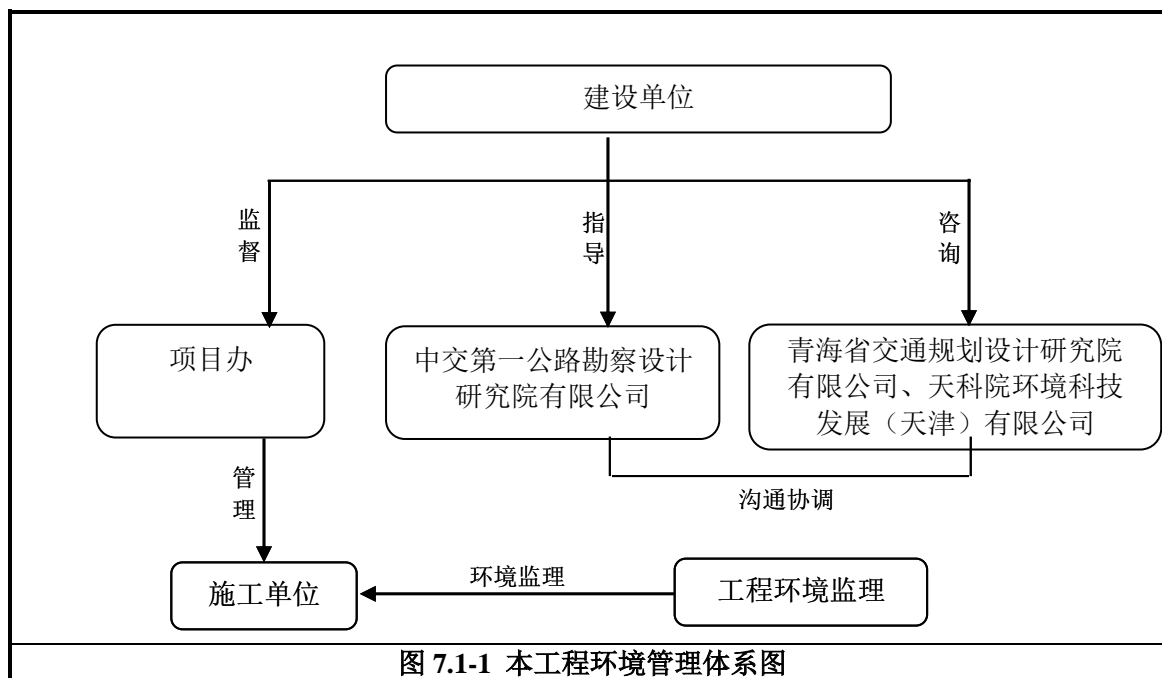 建设单位
监督
指导
咨询
项目办
中交第一公路勘察设计
研究院有限公司
青海省交通规划设计研究院
有限公司、天科院环境科技
发展（天津）有限公司
管理
沟通协调
施工单位
环境监理
工程环境监理
图 7.1-1 本工程环境管理体系图